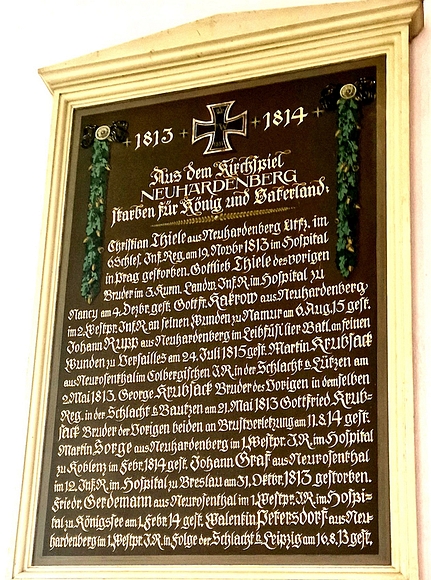 1813 1814
Aus dem Kirchspiel
NEUHARDENBERG
starben für König und Vaterland:
Christian Thiele aus Neuhardenberg Utffz. im
6. Schles. Inf. Reg. am 19. Novbr 1813 im Hospital
in Prag gestorben. Gottlieb Thiele des vorigen
Bruder im 3. Kurm. Landw. Inf. R. im Hospital zu
Nancy am 4. Dezbr. gest. Gottfr. Kakrow aus Neuhardenberg
im 2. Westpr. Inf. R. an seinen Wunden zu Namur am 6. Aug. 15 gest.
Johann Rupp aus Neuhardenberg im Leibfüsilier Batl. an seinen
Wunden zu Versailles am 24. Juli 1815 gest. Martin Krubsack
aus Neurosenthal im Colbergischen J.R. in der Schlacht b. Lützen am
2. Mai 1813. George Krubsack Bruder des Vorigen in demselben
Reg. in der Schlacht b. Bautzen am 21. Mai 1813 Gottfried Krub-
sack Bruder der Vorigen beiden an Brustverletzung am 11.8.14 gest.
Martin Sorge aus Neuhardenberg im 1. Westpr. J.R. im Hospital
zu Koblenz im Febr. 1814 gest. Johann Graf aus Neurosenthal
im 12. Inf. R. im Hospital zu Breslau am 31. Oktbr. 1813 gestorben.
Friedr. Gerdemann aus Neurosenthal im 1. Westpr. J.R. im Hospi-
tal zu Königsee am 1. Febr. 14 gest. Valentin Petersdorf aus Neu-
hardenberg im 1. Westpr. J.R. in Folge der Schlacht b. Leipzig am 16.8.13 gest.